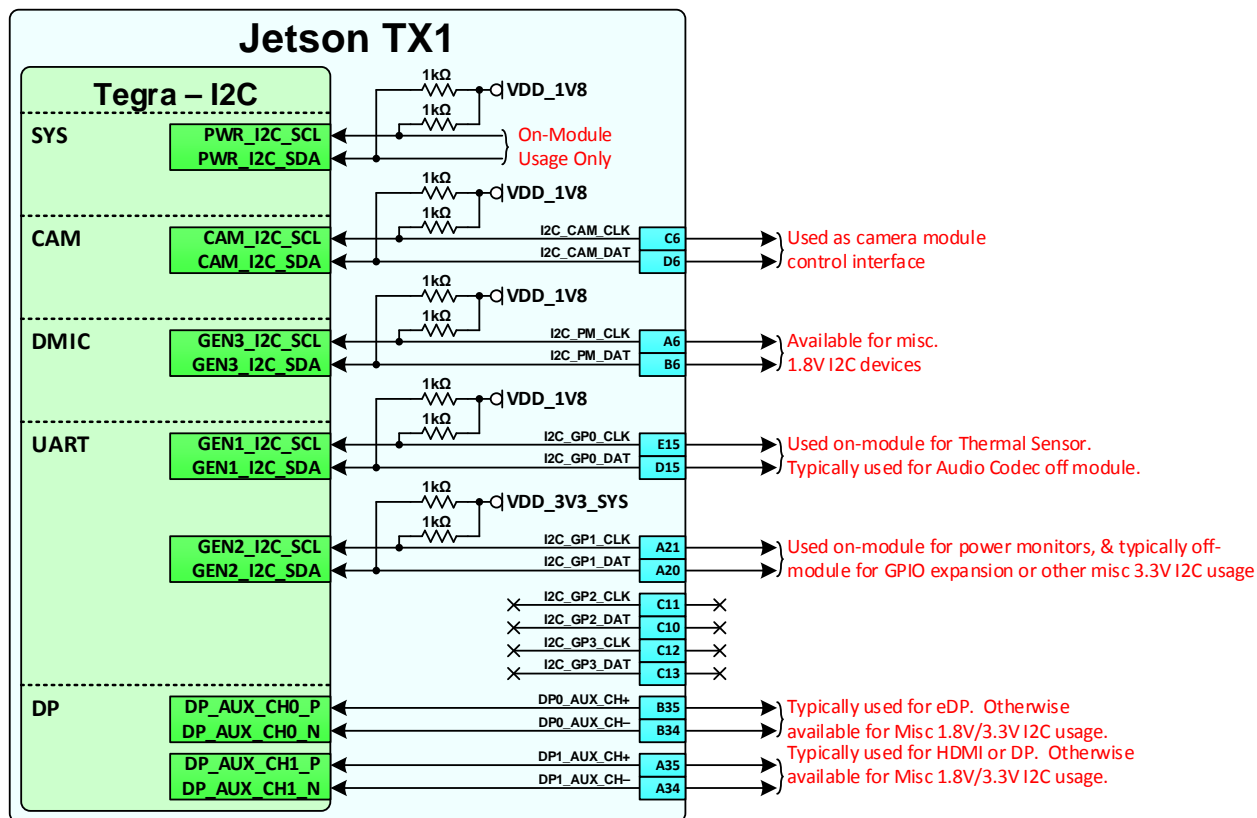 Jetson TX1
Tegra – I2C
1kΩ
VDD_1V8
1kΩ
SYS
PWR_I2C_SCL
PWR_I2C_SDA
On-Module
Usage Only
1kΩ
VDD_1V8
1kΩ
CAM
CAM_I2C_SCL
I2C_CAM_CLK
C6
CAM_I2C_SDA
I2C_CAM_DAT
D6
Used as camera module
control interface
1kΩ
VDD_1V8
1kΩ
DMIC
GEN3_I2C_SCL
I2C_PM_CLK
A6
GEN3_I2C_SDA
I2C_PM_DAT
B6
Available for misc.
1.8V I2C devices
1kΩ
VDD_1V8
1kΩ
UART
GEN1_I2C_SCL
I2C_GP0_CLK
E15
GEN1_I2C_SDA
I2C_GP0_DAT
D15
Used on-module for Thermal Sensor.
Typically used for Audio Codec off module.
1kΩ
VDD_3V3_SYS
1kΩ
GEN2_I2C_SCL
I2C_GP1_CLK
A21
GEN2_I2C_SDA
I2C_GP1_DAT
A20
Used on-module for power monitors, & typically off-
module for GPIO expansion or other misc 3.3V I2C usage
I2C_GP2_CLK
C11
I2C_GP2_DAT
C10
I2C_GP3_CLK
C12
I2C_GP3_DAT
C13
DP
DP_AUX_CH0_P
DP0_AUX_CH+
B35
DP_AUX_CH0_N
DP0_AUX_CH–
B34
Typically used for eDP. Otherwise
available for Misc 1.8V/3.3V I2C usage.
DP_AUX_CH1_P
DP1_AUX_CH+
A35
DP_AUX_CH1_N
DP1_AUX_CH–
A34
Typically used for HDMI or DP. Otherwise
available for Misc 1.8V/3.3V I2C usage.